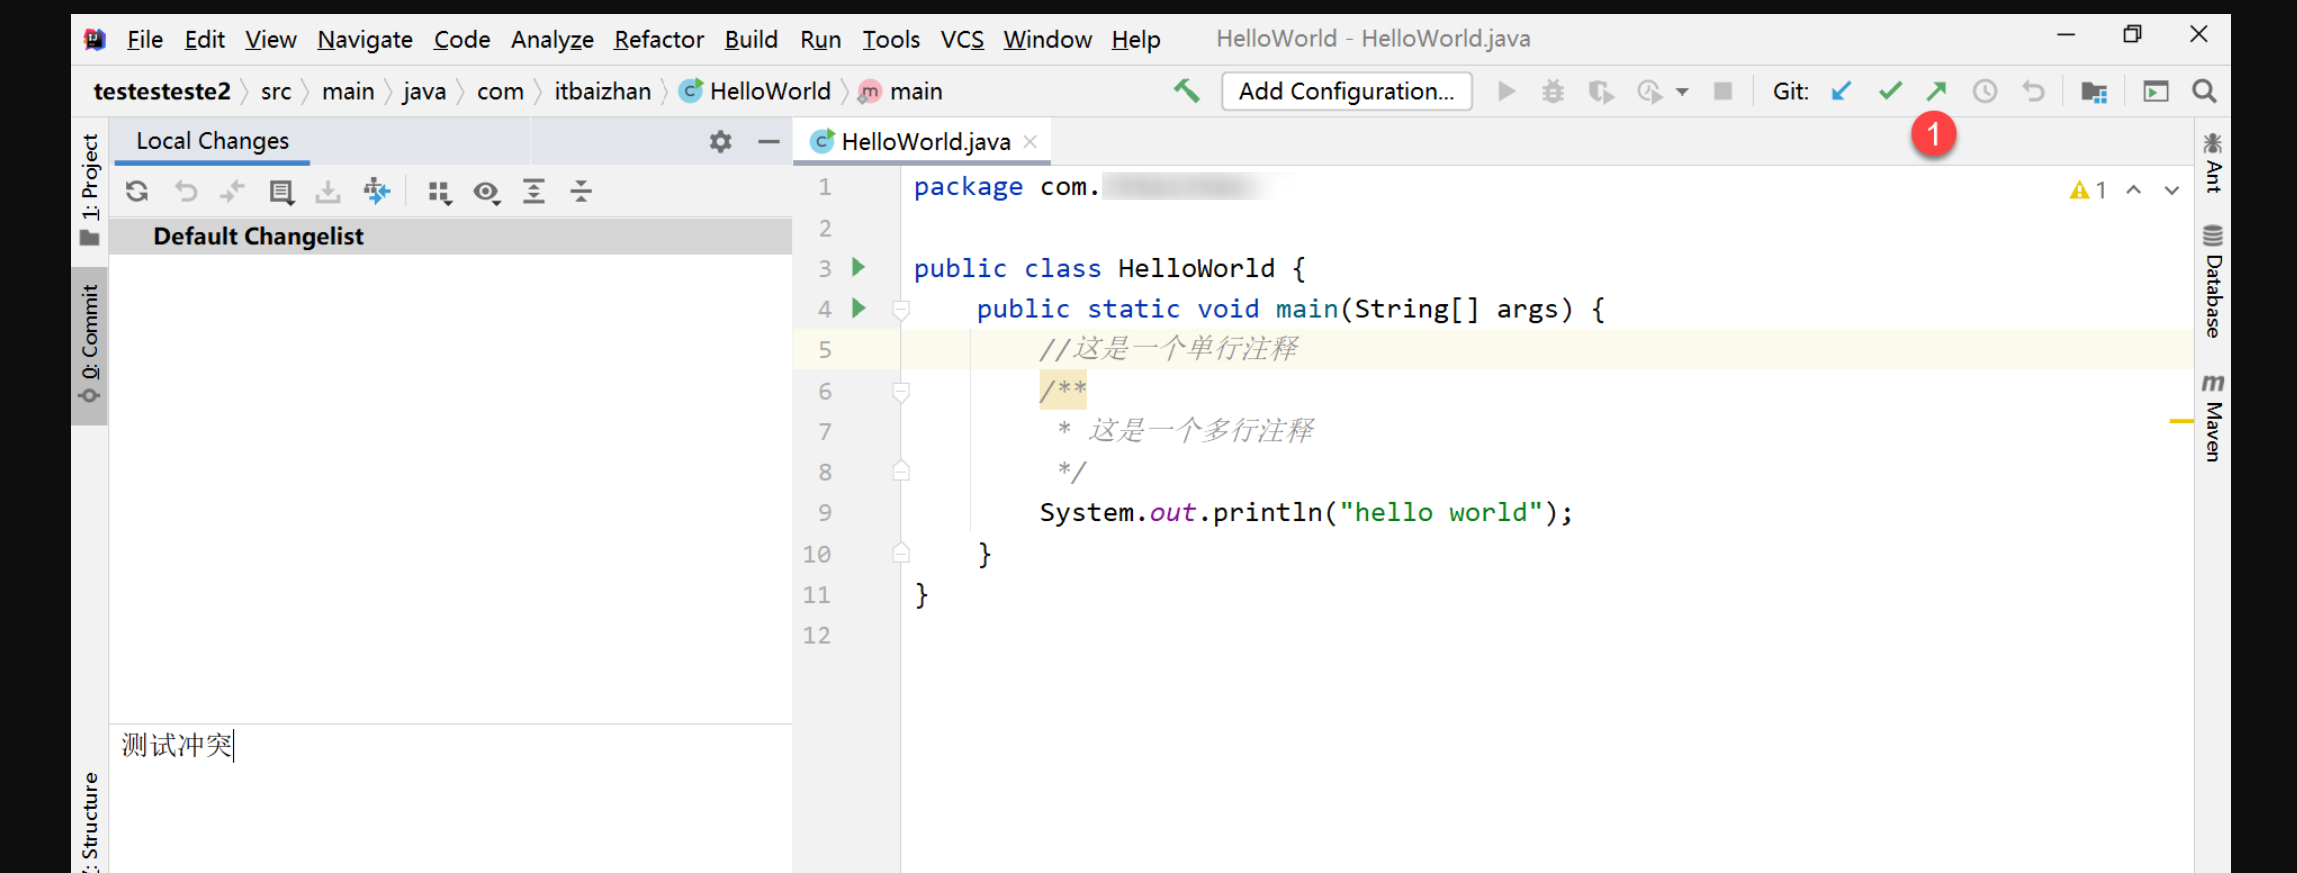 File Edit View Navigate Code Analyze Refactor Build Run Tools VCS Window Help HelloWorld - HelloWorld.java
testesteste2 src main java com itbaizhan HelloWorld main Add Configuration... Git:
1
Local Changes
HelloWorld.java
1: Project
0: Commit
Structure
Default Changelist
测试冲突
1 package com.
2
3 public class HelloWorld {
4 public static void main(String[] args) {
5 //这是一个单行注释
6 /**
7 * 这是一个多行注释
8 */
9 System.out.println("hello world");
10 }
11 }
12
1
Ant
Database
Maven